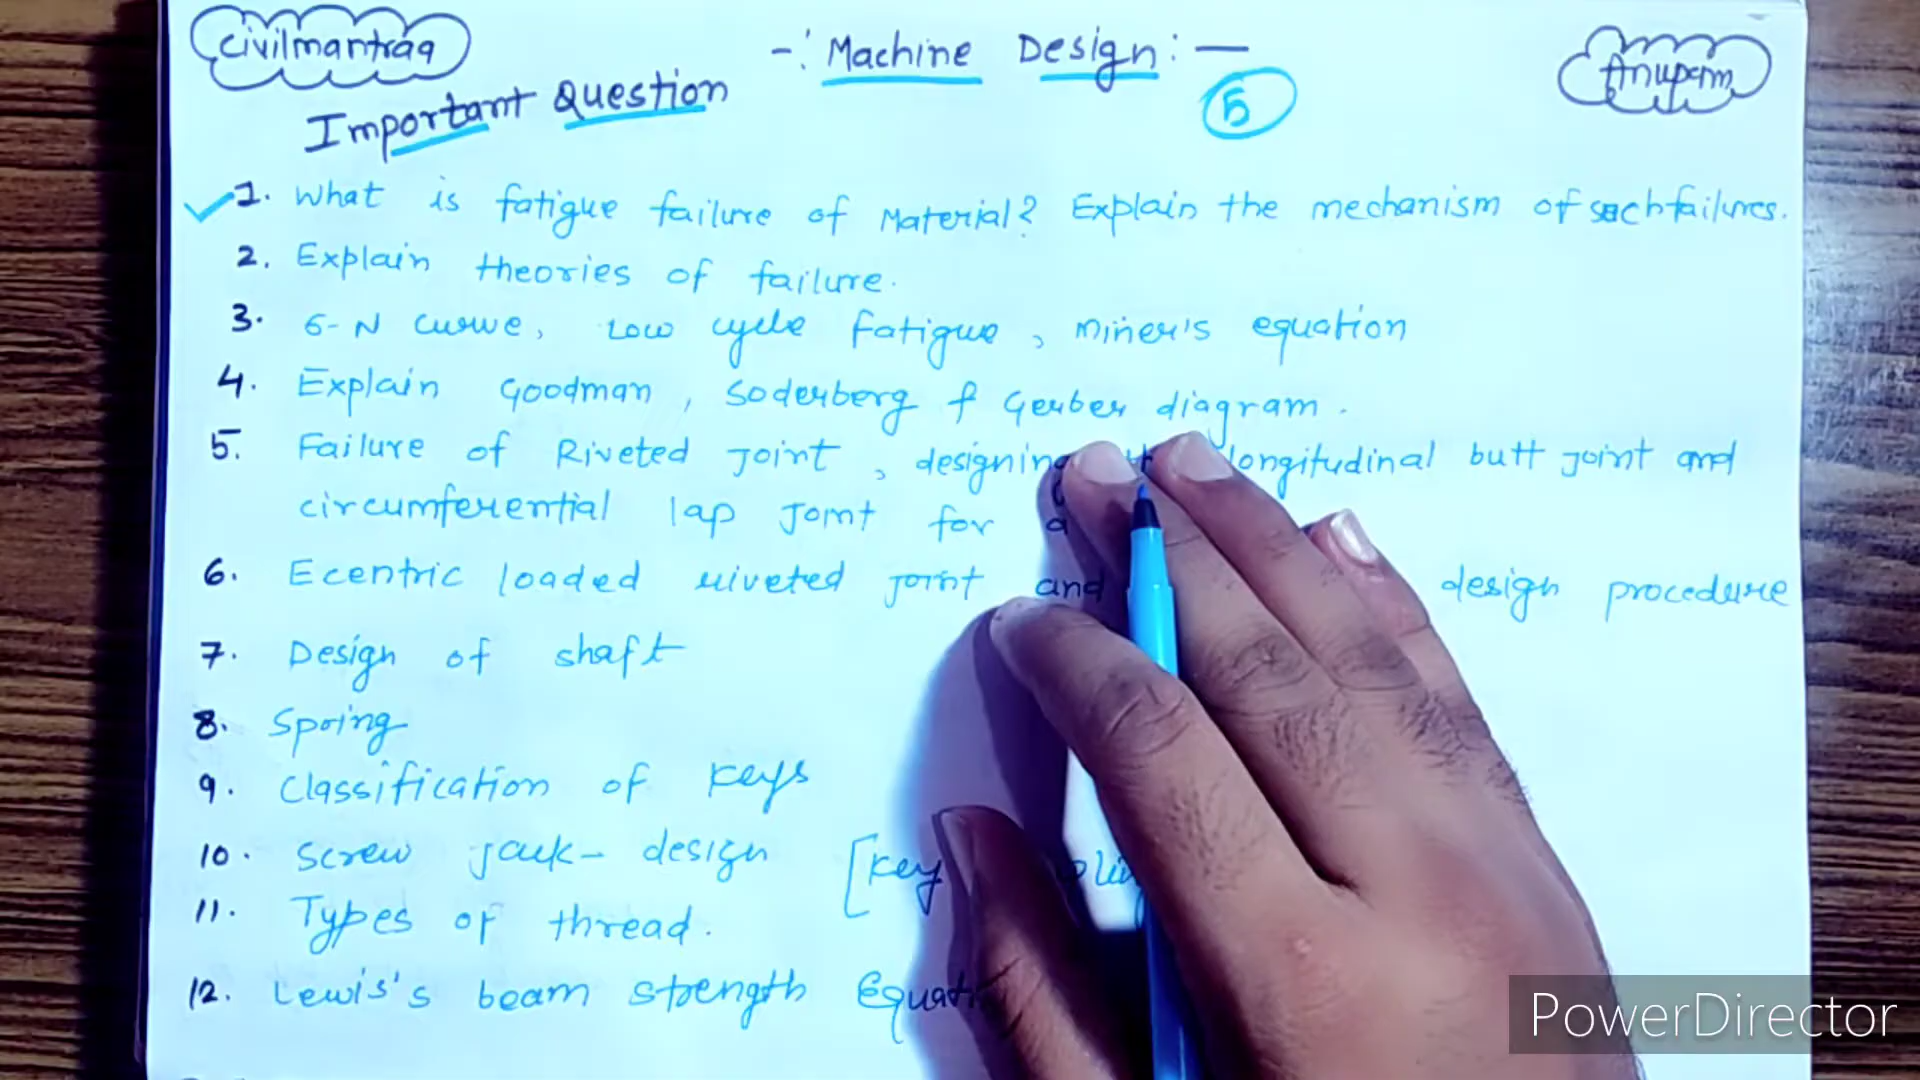 civilmantraa
-: Machine Design :-
Anupam
Important Question
5
1. What is fatigue failure of Material? Explain the mechanism of such failures.
2. Explain theories of failure.
3. 6-N curve, Low cycle fatigue, miner's equation
4. Explain Goodman, Soderberg & Gerber diagram.
5. Failure of Riveted Joint, designing longitudinal butt joint and
circumferential lap joint for a
6. Ecentric loaded riveted joint and design procedure
7. Design of shaft
8. Spring
9. Classification of keys
10. Screw Jack- design [key
11. Types of thread.
12. Lewis's beam strength Equati
PowerDirector